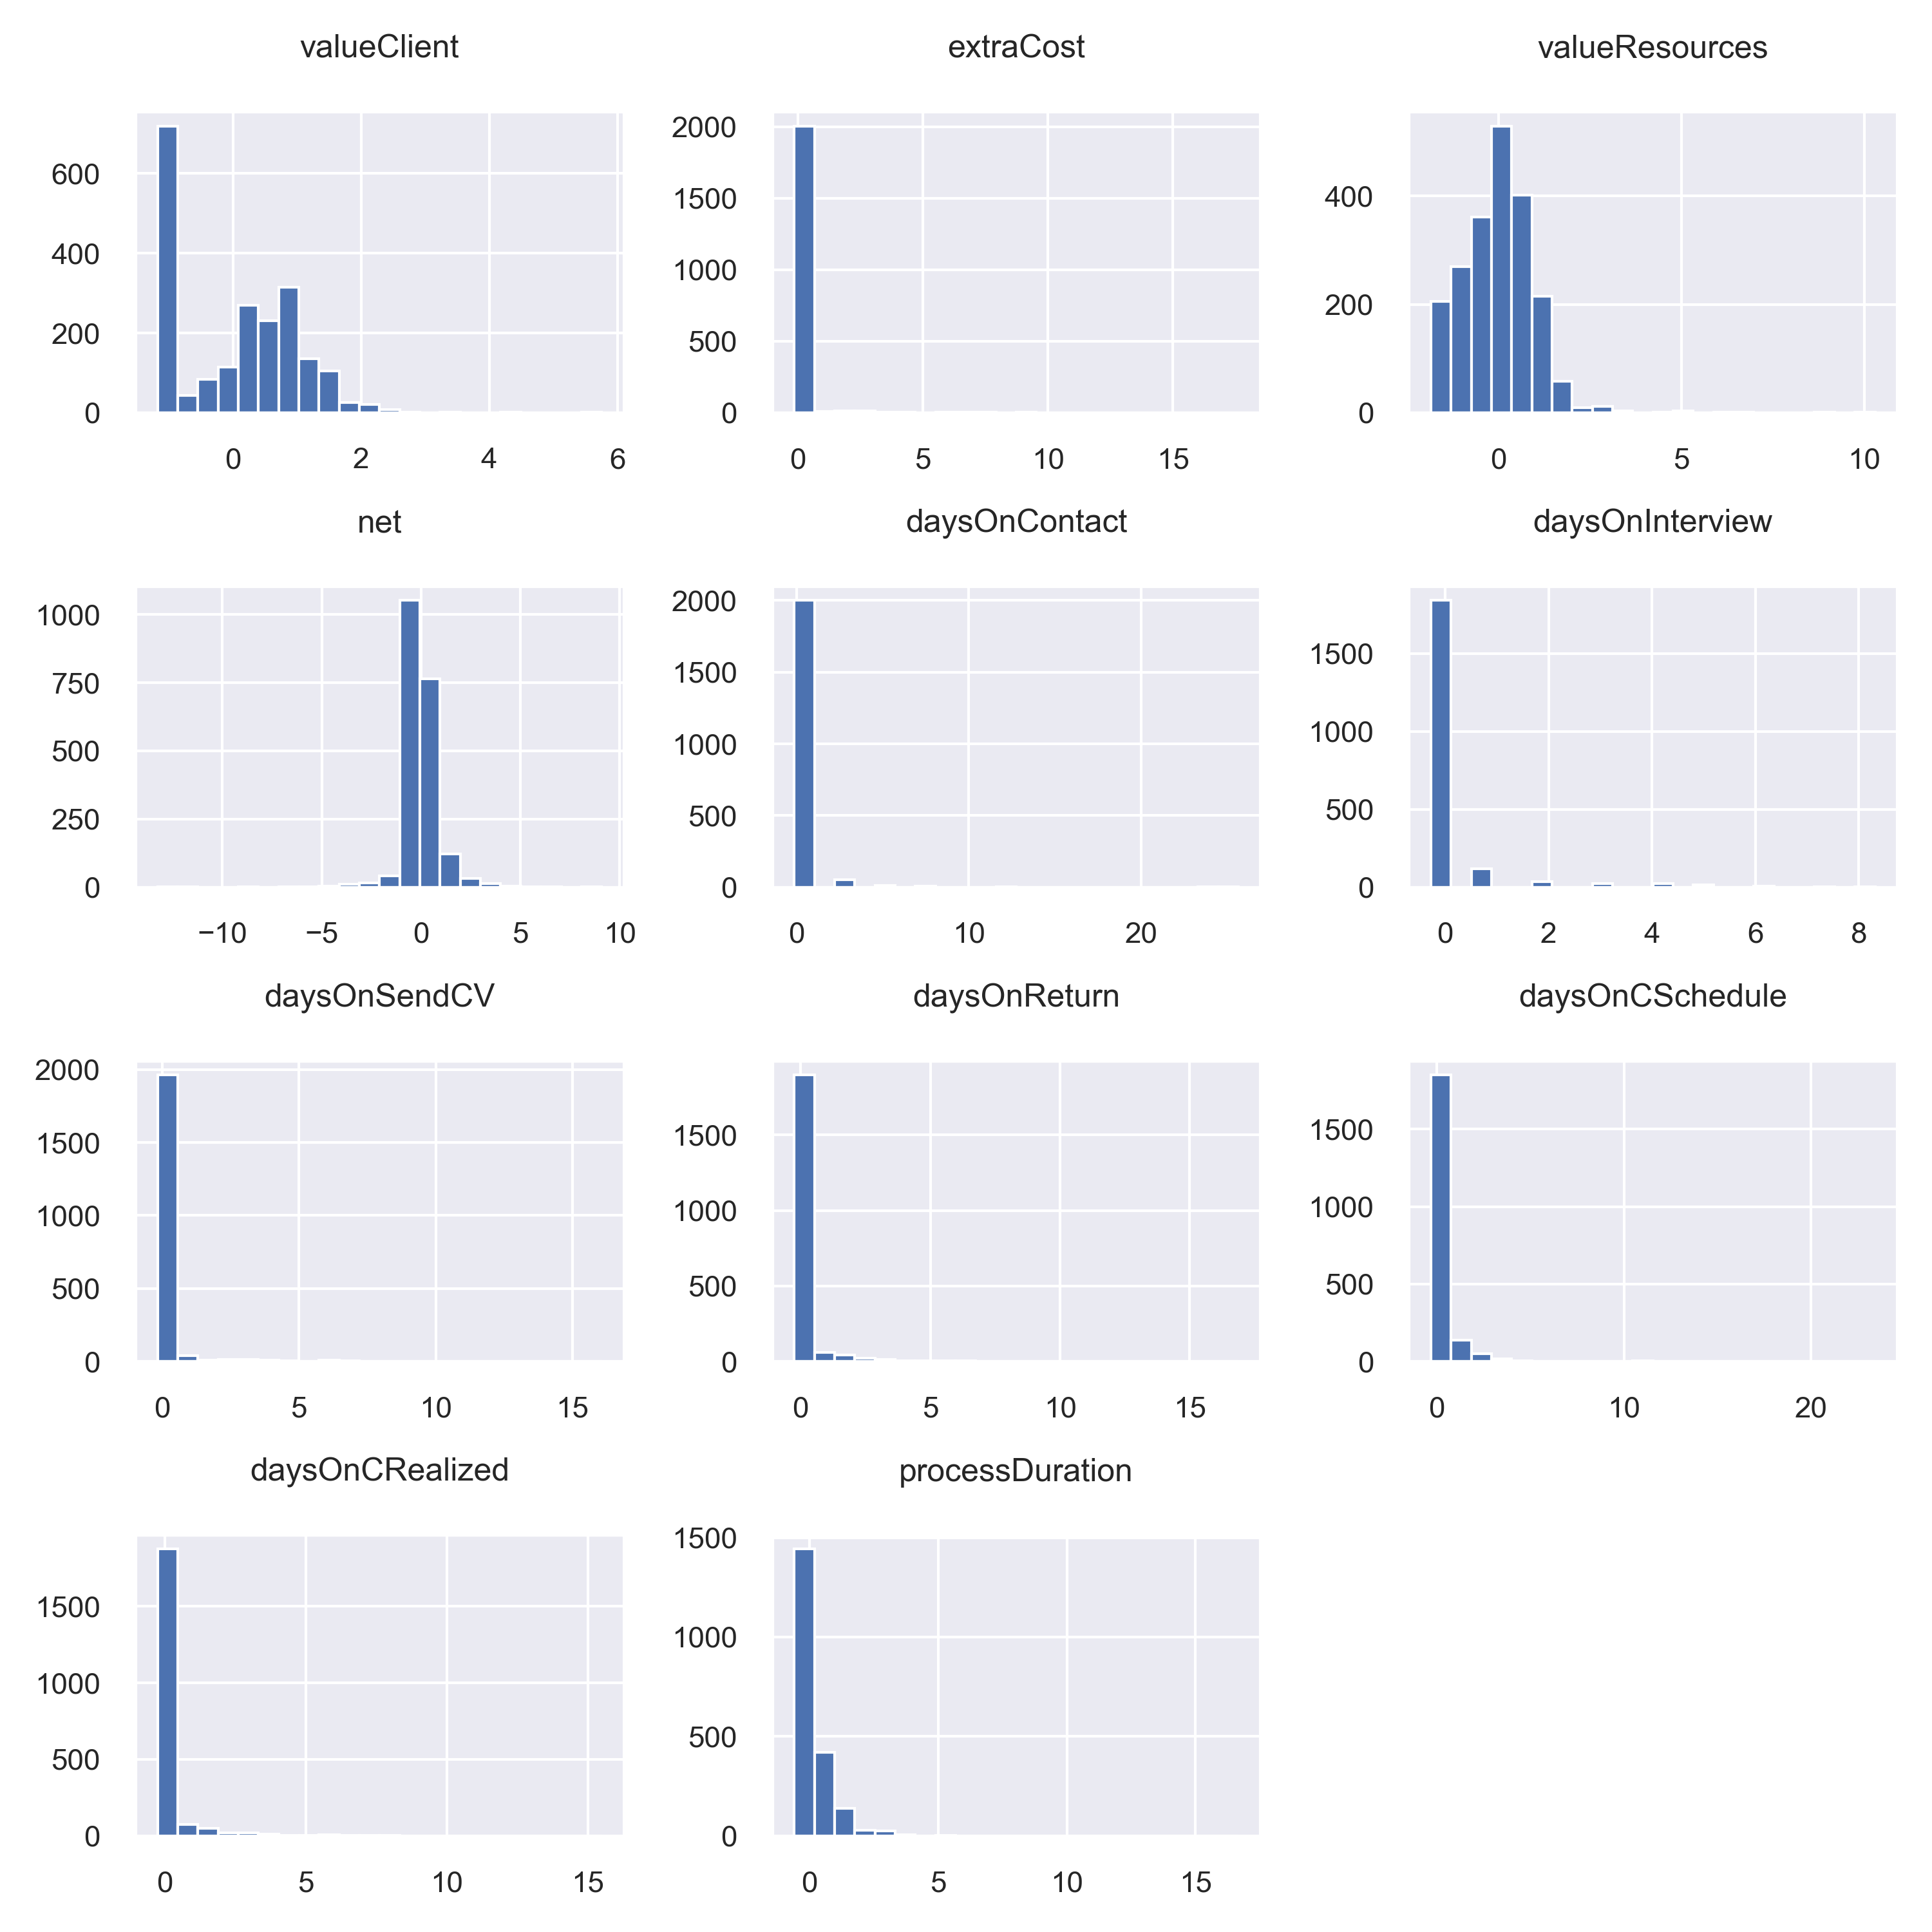 valueClient
extraCost
valueResources
600
400
200
0
0 2 4 6
2000
1500
1000
500
0
0 5 10 15
400
200
0
0 5 10
net
daysOnContact
daysOnInterview
1000
750
500
250
0
−10 −5 0 5 10
2000
1500
1000
500
0
0 10 20
1500
1000
500
0
0 2 4 6 8
daysOnSendCV
daysOnReturn
daysOnCSchedule
2000
1500
1000
500
0
0 5 10 15
1500
1000
500
0
0 5 10 15
1500
1000
500
0
0 10 20
daysOnCRealized
processDuration
1500
1000
500
0
0 5 10 15
1500
1000
500
0
0 5 10 15